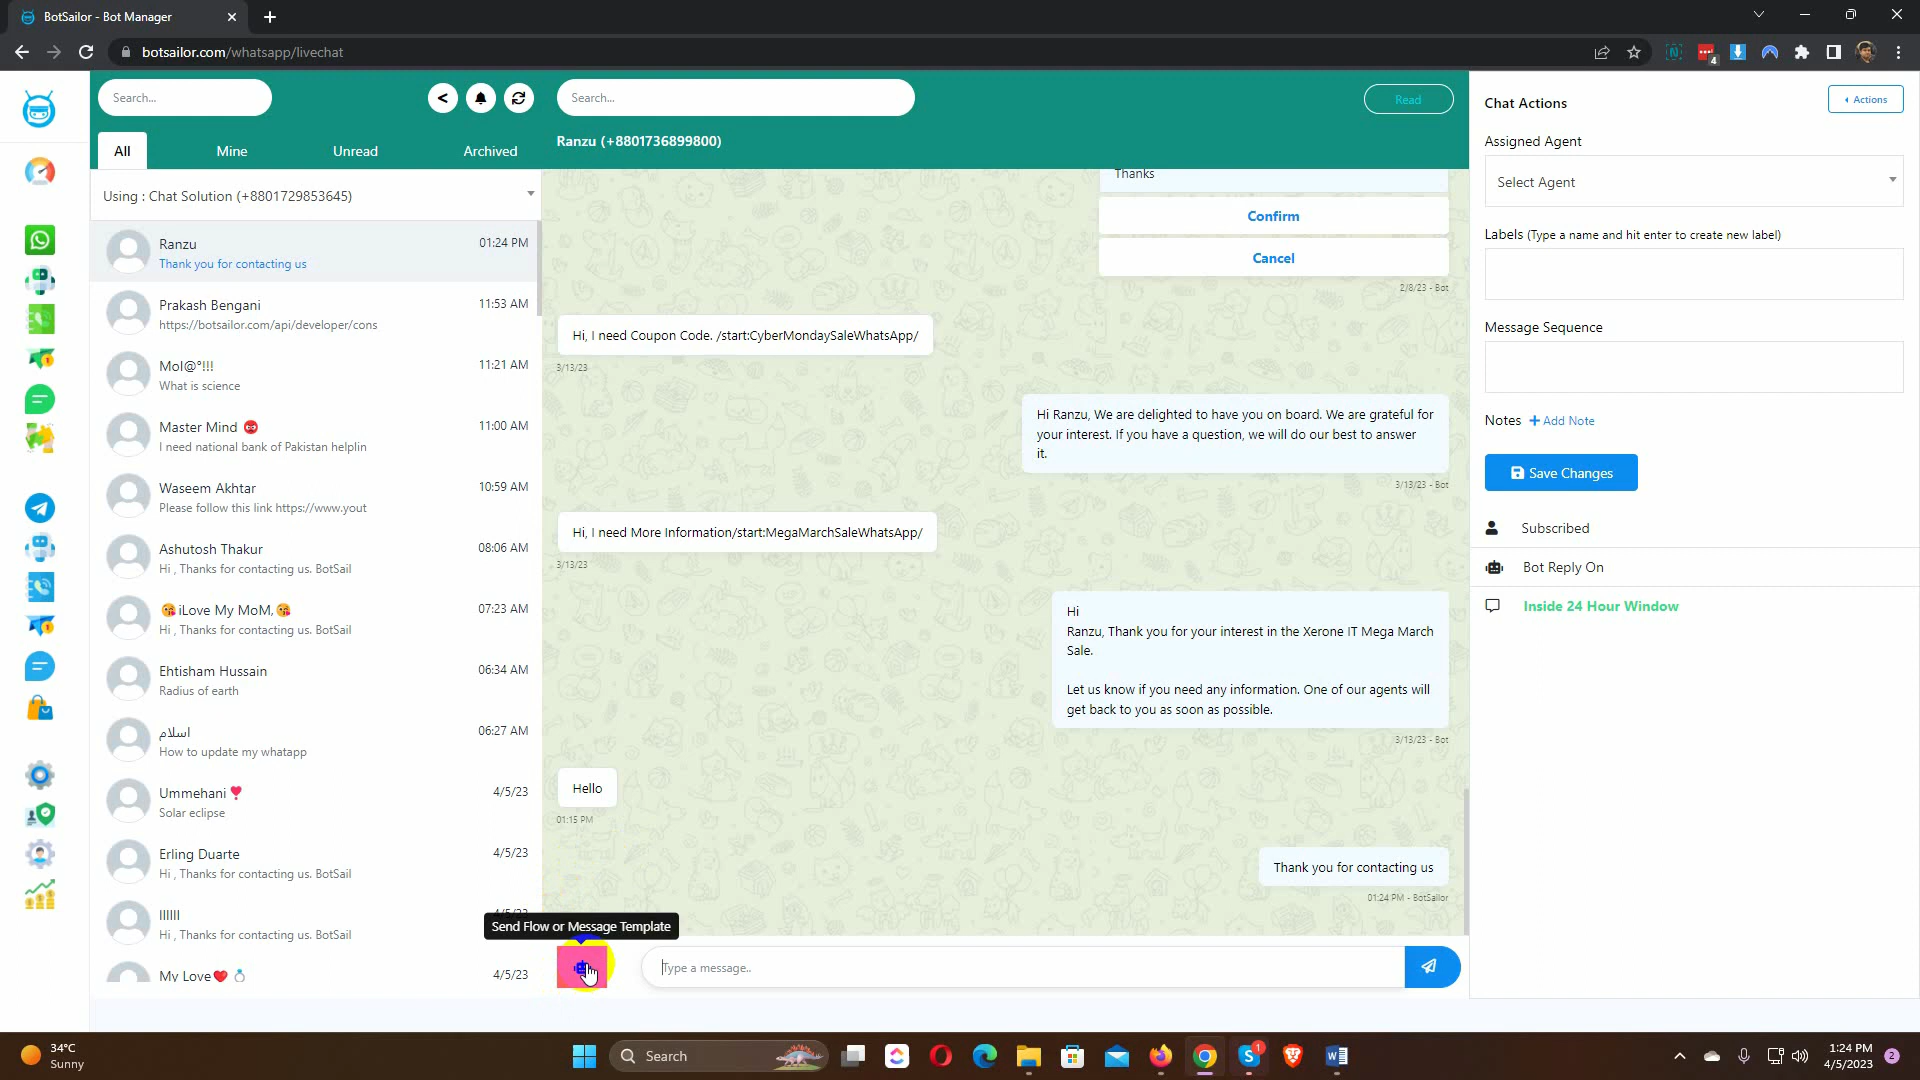 BotSailor - Bot Manager
botsailor.com/whatsapp/livechat
4
Search...
<
Search...
Read
All
Mine
Unread
Archived
Ranzu (+8801736899800)
Using : Chat Solution (+8801729853645)
Ranzu
01:24 PM
Thank you for contacting us
Prakash Bengani
11:53 AM
https://botsailor.com/api/developer/cons
Mol@°!!!
11:21 AM
What is science
Master Mind
11:00 AM
I need national bank of Pakistan helplin
Waseem Akhtar
10:59 AM
Please follow this link https://www.yout
Ashutosh Thakur
08:06 AM
Hi , Thanks for contacting us. BotSail
😘iLove My MoM,😘
07:23 AM
Hi , Thanks for contacting us. BotSail
Ehtisham Hussain
06:34 AM
Radius of earth
اسلام
06:27 AM
How to update my whatapp
Ummehani ❣
4/5/23
Solar eclipse
Erling Duarte
4/5/23
Hi , Thanks for contacting us. BotSail
llllll
4/5/23
Hi , Thanks for contacting us. BotSail
My Love❤ 💍
4/5/23
Thanks
Confirm
Cancel
2/8/23 - Bot
Hi, I need Coupon Code. /start:CyberMondaySaleWhatsApp/
3/13/23
Hi Ranzu, We are delighted to have you on board. We are grateful for
your interest. If you have a question, we will do our best to answer
it.
3/13/23 - Bot
Hi, I need More Information/start:MegaMarchSaleWhatsApp/
3/13/23
Hi
Ranzu, Thank you for your interest in the Xerone IT Mega March
Sale.
Let us know if you need any information. One of our agents will
get back to you as soon as possible.
3/13/23 - Bot
Hello
01:15 PM
Thank you for contacting us
01:24 PM - BotSailor
Send Flow or Message Template
Type a message..
Chat Actions
Actions
Assigned Agent
Select Agent
Labels (Type a name and hit enter to create new label)
Message Sequence
Notes + Add Note
Save Changes
Subscribed
Bot Reply On
Inside 24 Hour Window
34°C
Sunny
Search
1
1:24 PM
4/5/2023
2